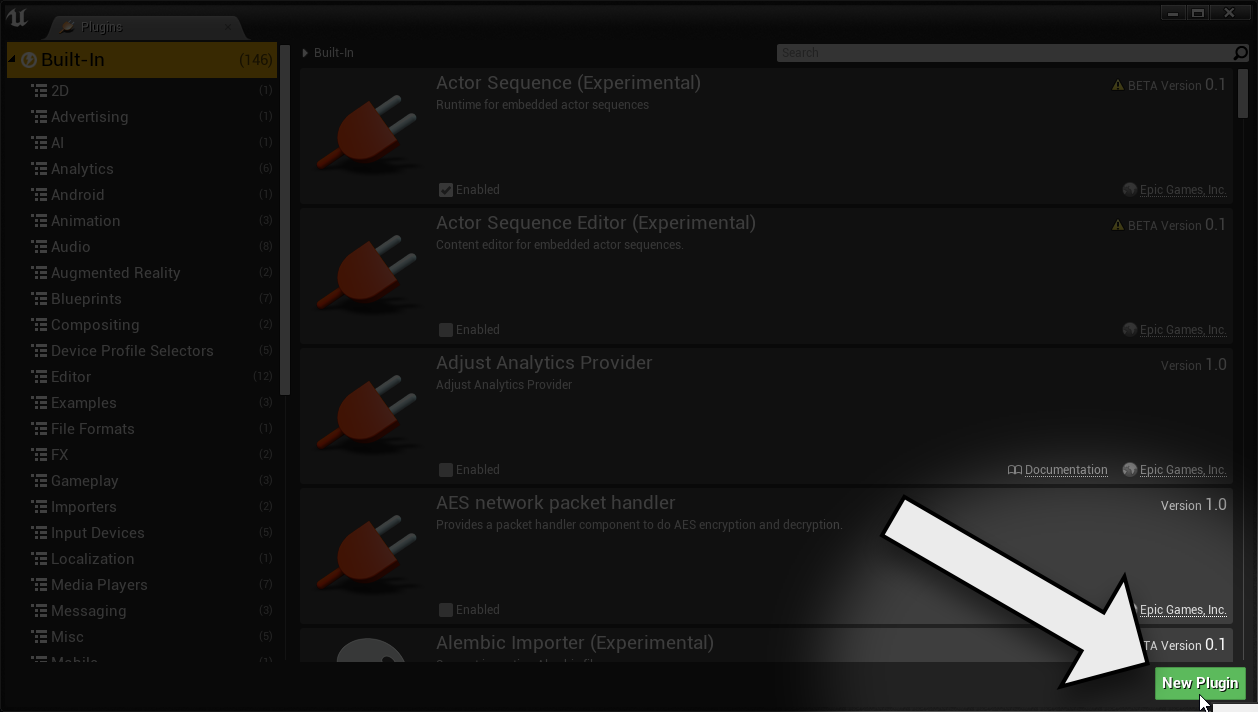 Plugins
Built-In (146)
2D (1)
Advertising (1)
AI (1)
Analytics (6)
Android (1)
Animation (3)
Audio (8)
Augmented Reality (2)
Blueprints (7)
Compositing (2)
Device Profile Selectors (5)
Editor (12)
Examples (3)
File Formats (1)
FX (2)
Gameplay (3)
Importers (2)
Input Devices (5)
Localization (1)
Media Players (7)
Messaging (3)
Misc (5)
Mobile (1)
Built-In
Search
Actor Sequence (Experimental) BETA Version 0.1
Runtime for embedded actor sequences
Enabled Epic Games, Inc.
Actor Sequence Editor (Experimental) BETA Version 0.1
Content editor for embedded actor sequences.
Enabled Epic Games, Inc.
Adjust Analytics Provider Version 1.0
Adjust Analytics Provider
Enabled Documentation Epic Games, Inc.
AES network packet handler Version 1.0
Provides a packet handler component to do AES encryption and decryption.
Enabled Epic Games, Inc.
Alembic Importer (Experimental) TA Version 0.1
New Plugin